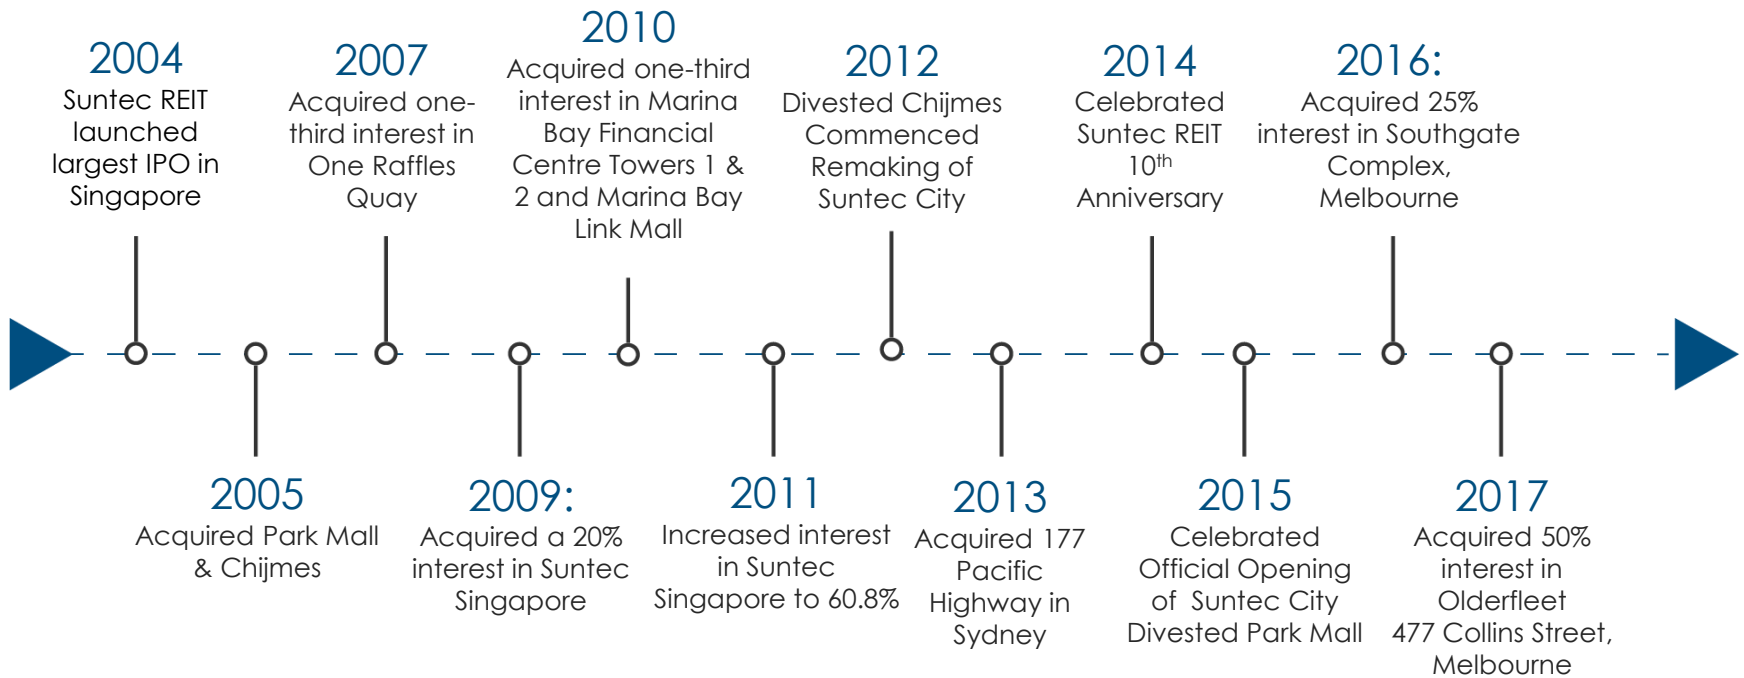 2004
Suntec REIT
launched
largest IPO in
Singapore
2007
Acquired one-
third interest in
One Raffles
Quay
2010
Acquired one-third
interest in Marina
Bay Financial
Centre Towers 1 &
2 and Marina Bay
Link Mall
2012
Divested Chijmes
Commenced
Remaking of
Suntec City
2014
Celebrated
Suntec REIT
10th
Anniversary
2016:
Acquired 25%
interest in Southgate
Complex,
Melbourne
2005
Acquired Park Mall
& Chijmes
2009:
Acquired a 20%
interest in Suntec
Singapore
2011
Increased interest
in Suntec
Singapore to 60.8%
2013
Acquired 177
Pacific
Highway in
Sydney
2015
Celebrated
Official Opening
of Suntec City
Divested Park Mall
2017
Acquired 50%
interest in
Olderfleet
477 Collins Street,
Melbourne